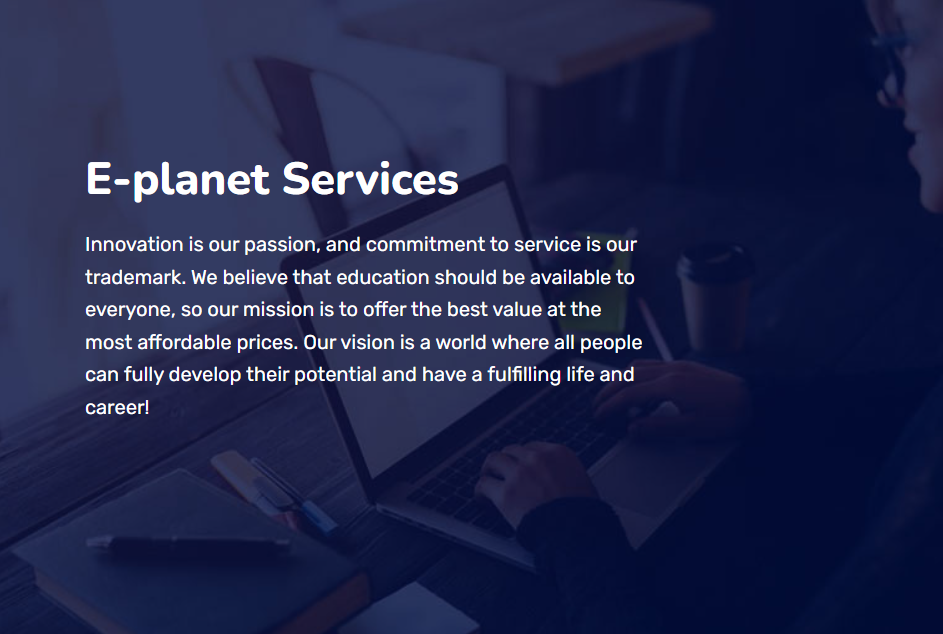 E-planet Services
Innovation is our passion, and commitment to service is our
trademark. We believe that education should be available to
everyone, so our mission is to offer the best value at the
most affordable prices. Our vision is a world where all people
can fully develop their potential and have a fulfilling life and
career!